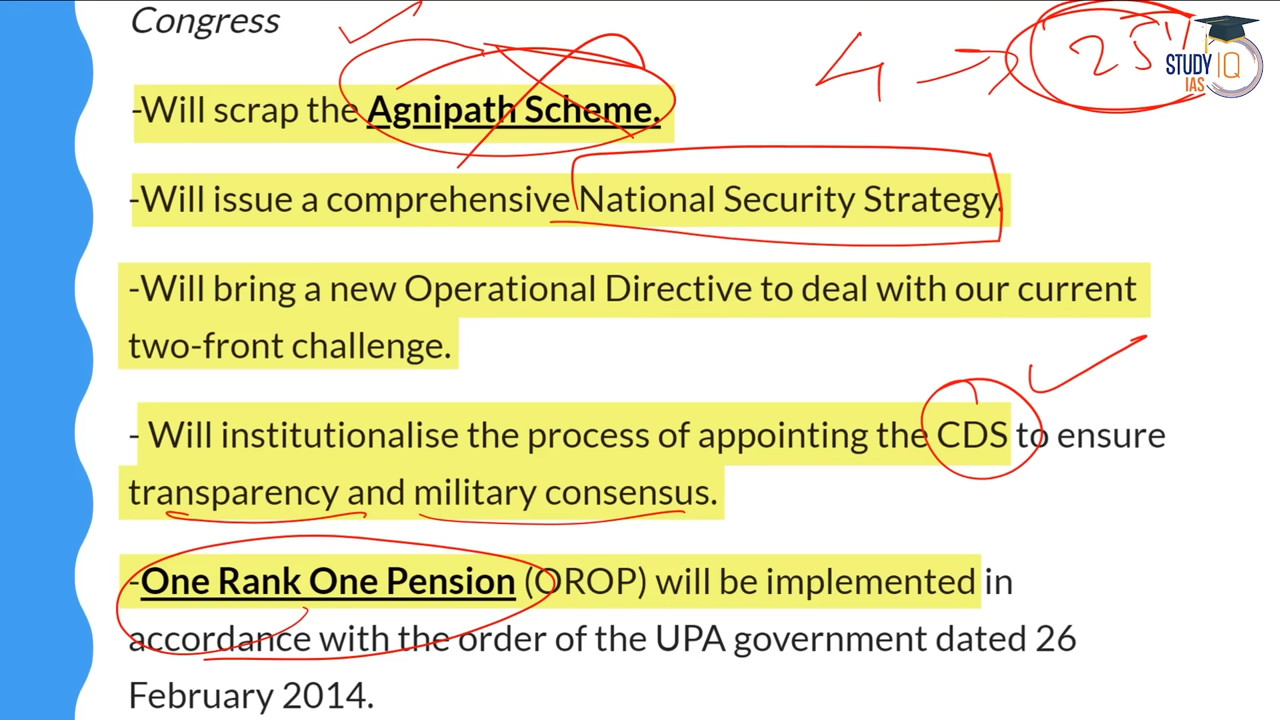 Congress
4 → 25%
STUDY IQ
IAS
-Will scrap the Agnipath Scheme.
-Will issue a comprehensive National Security Strategy.
-Will bring a new Operational Directive to deal with our current
two-front challenge.
- Will institutionalise the process of appointing the CDS to ensure
transparency and military consensus.
-One Rank One Pension (OROP) will be implemented in
accordance with the order of the UPA government dated 26
February 2014.